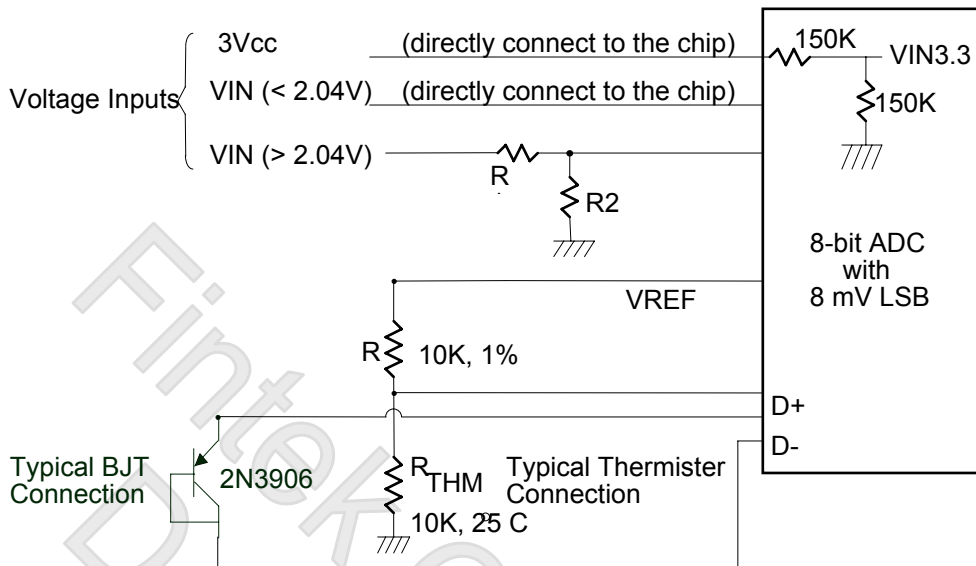 3Vcc (directly connect to the chip) 150K VIN3.3
Voltage Inputs VIN (< 2.04V) (directly connect to the chip) 150K
VIN (> 2.04V) R
R2
8-bit ADC
with
8 mV LSB
VREF
R 10K, 1%
D+
D-
Typical BJT
Connection
2N3906
RTHM
10K, 25°C
Typical Thermister
Connection
Fintek